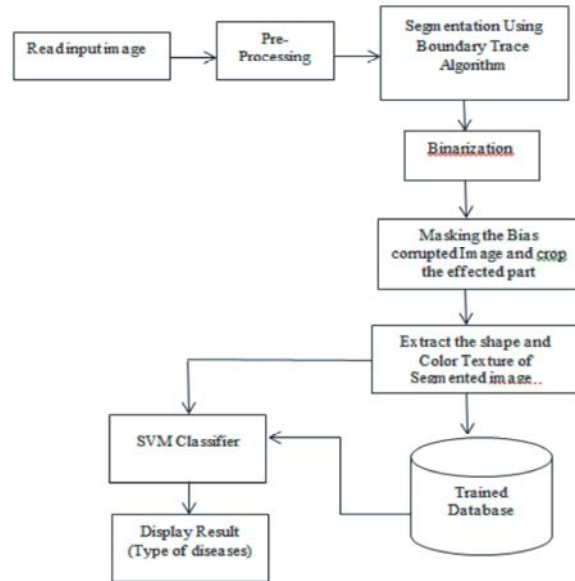 Read input image
Pre-
Processing
Segmentation Using
Boundary Trace
Algorithm
Binarization
Masking the Bias
corrupted Image and crop
the effected part
Extract the shape and
Color Texture of
Segmented image..
SVM Classifier
Trained
Database
Display Result
(Type of diseases)